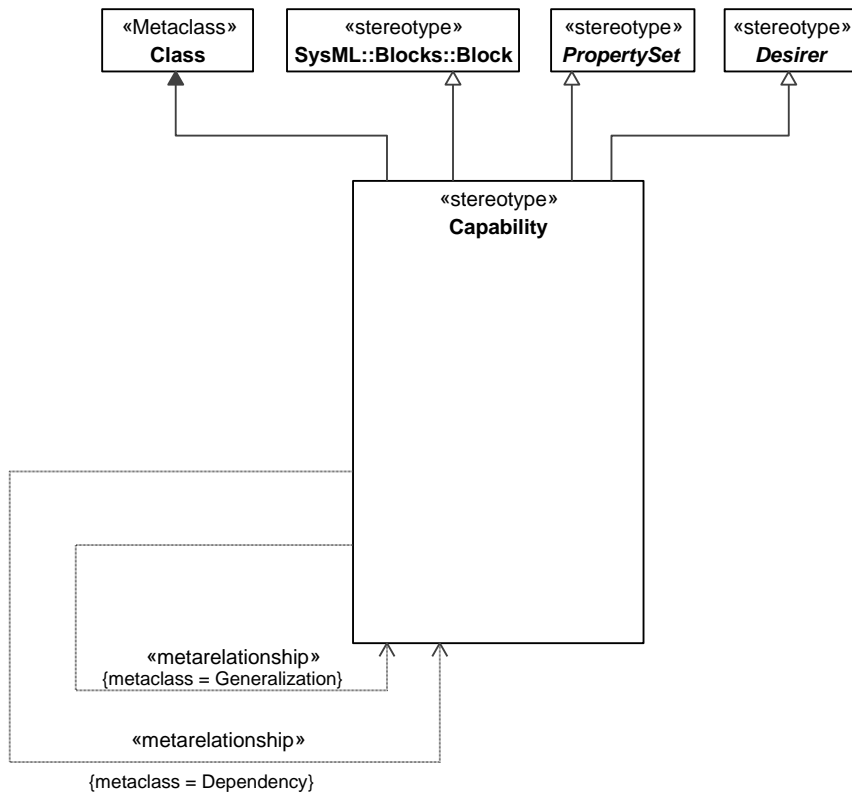 «Metaclass»
Class
«stereotype»
SysML::Blocks::Block
«stereotype»
PropertySet
«stereotype»
Desirer
«stereotype»
Capability
«metarelationship»
{metaclass = Generalization}
«metarelationship»
{metaclass = Dependency}